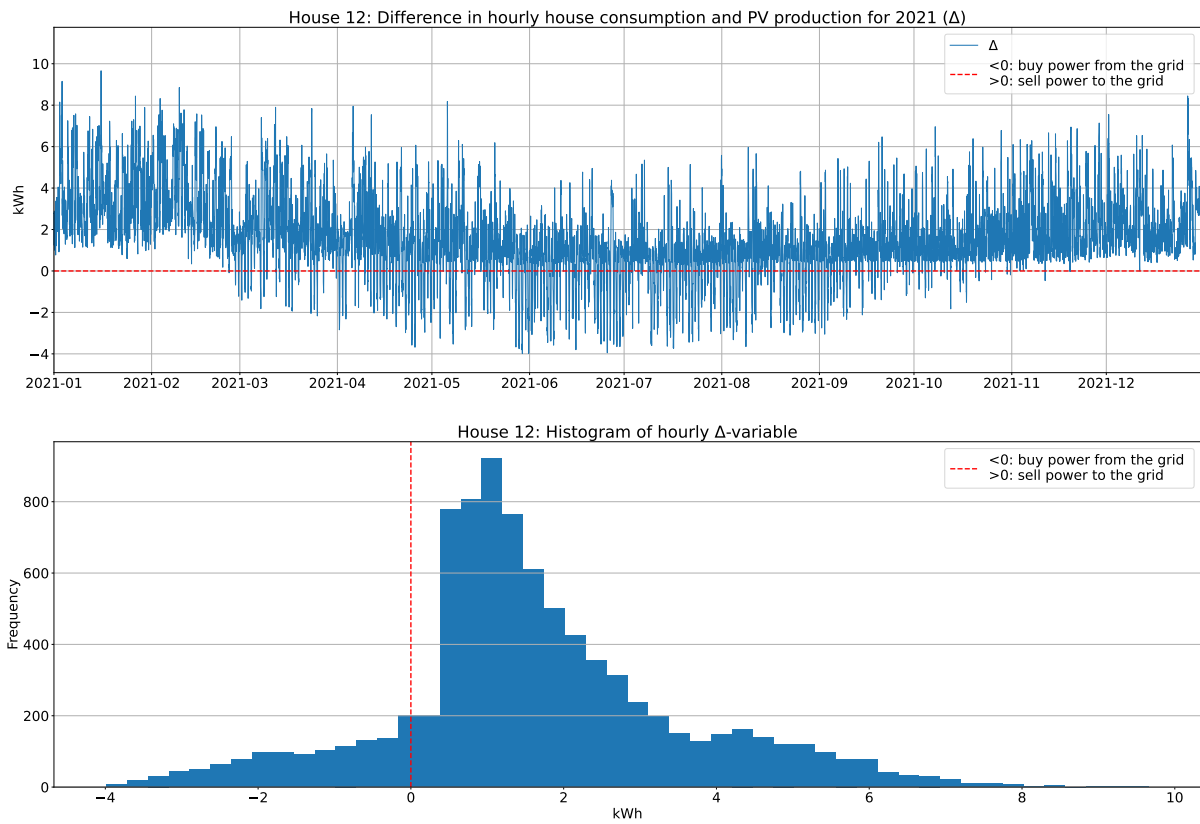 House 12: Difference in hourly house consumption and PV production for 2021 (Δ)
kWh
10
8
6
4
2
0
−2
−4
Δ
<0: buy power from the grid
>0: sell power to the grid
2021-01 2021-02 2021-03 2021-04 2021-05 2021-06 2021-07 2021-08 2021-09 2021-10 2021-11 2021-12
House 12: Histogram of hourly Δ-variable
Frequency
800
600
400
200
0
<0: buy power from the grid
>0: sell power to the grid
−4 −2 0 2 4 6 8 10
kWh